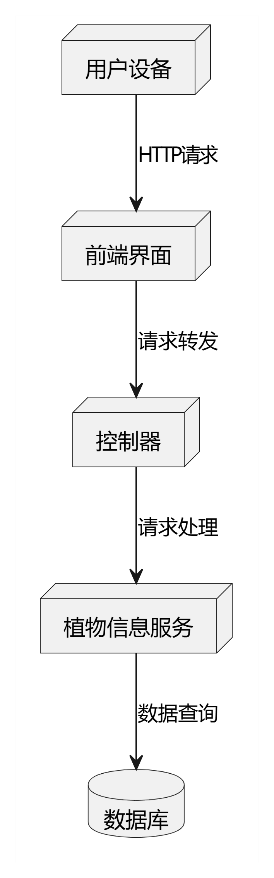 用户设备
HTTP请求
前端界面
请求转发
控制器
请求处理
植物信息服务
数据查询
数据库